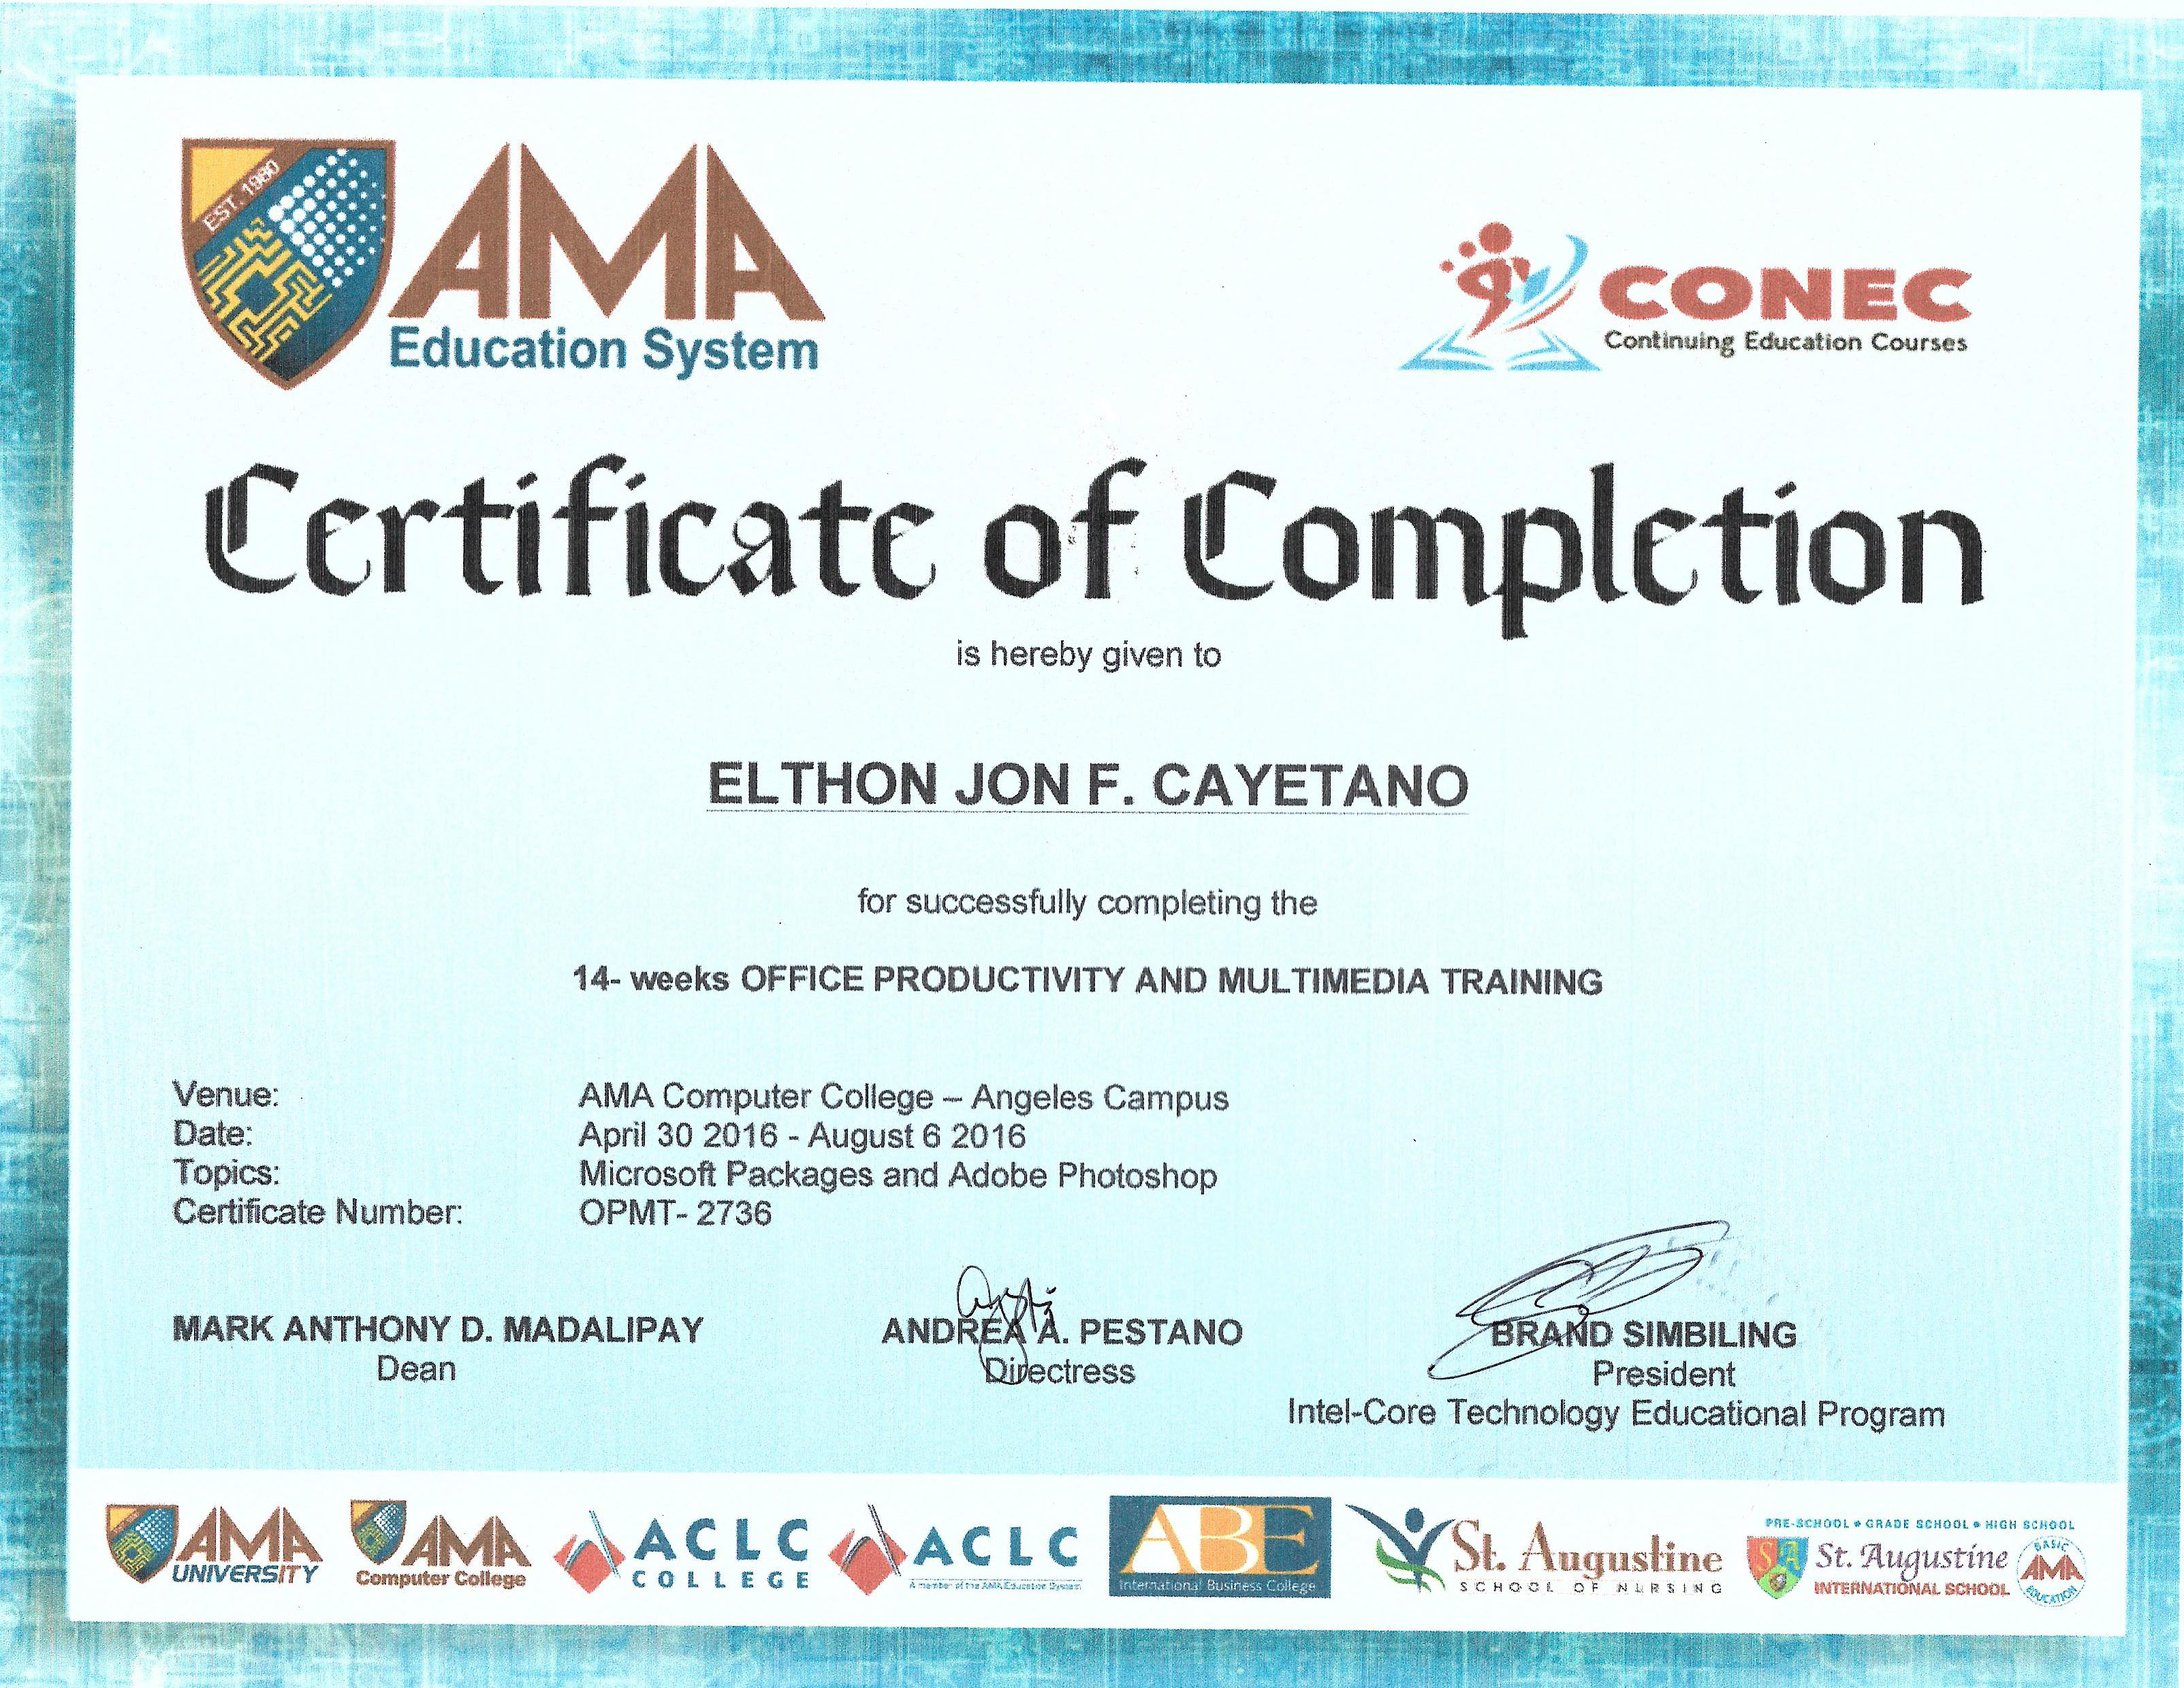 EST. 1980
AMA
Education System
CONEC
Continuing Education Courses
Certificate of Completion
is hereby given to
ELTHON JON F. CAYETANO
for successfully completing the
14- weeks OFFICE PRODUCTIVITY AND MULTIMEDIA TRAINING
Venue: AMA Computer College – Angeles Campus
Date: April 30 2016 - August 6 2016
Topics: Microsoft Packages and Adobe Photoshop
Certificate Number: OPMT- 2736
MARK ANTHONY D. MADALIPAY
Dean
ANDREA A. PESTANO
Directress
BRAND SIMBILING
President
Intel-Core Technology Educational Program
AMA
UNIVERSITY
AMA
Computer College
ACLC
COLLEGE
ACLC
A member of the AMA Education System
ABE
International Business College
St. Augustine
SCHOOL OF NURSING
PRE-SCHOOL • GRADE SCHOOL • HIGH SCHOOL
SA
St. Augustine
INTERNATIONAL SCHOOL
BASIC
AMA
EDUCATION